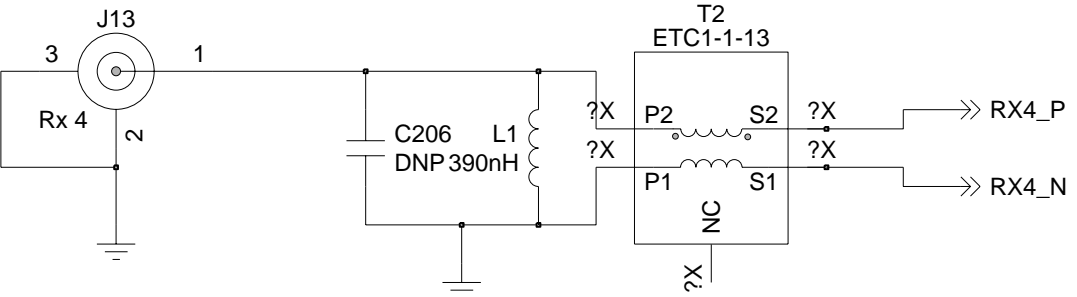 J13
T2
ETC1-1-13
3
1
Rx 4
2
C206
DNP
L1
390nH
?X
P2
S2
?X
RX4_P
?X
P1
S1
?X
RX4_N
NC
?X